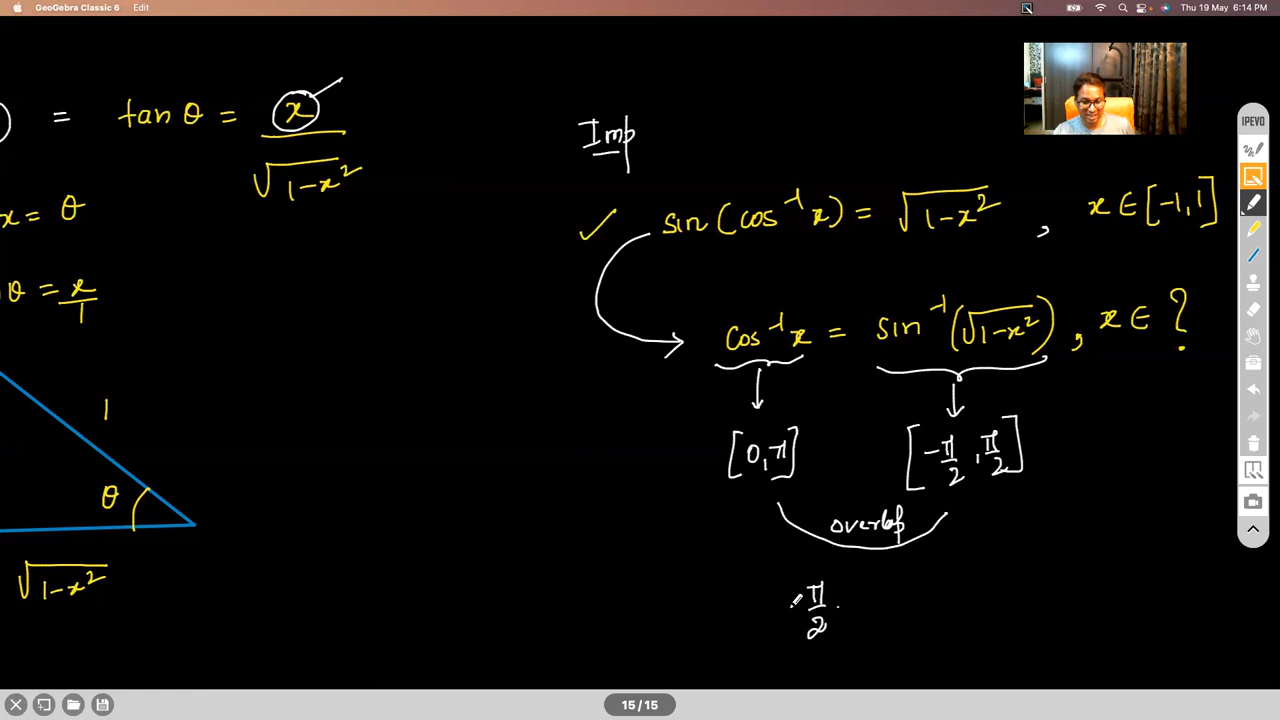 GeoGebra Classic 6 Edit Thu 19 May 6:14 PM
) = tan θ = x / √(1-x²)
x = θ
θ = x/1
1
θ
√(1-x²)
Imp
✓ sin(cos⁻¹x) = √(1-x²) , x ∈ [-1,1]
cos⁻¹x = sin⁻¹(√(1-x²)) , x ∈ ?
[0,π] [-π/2, π/2]
overlap
π/2
IPEVO
15 / 15